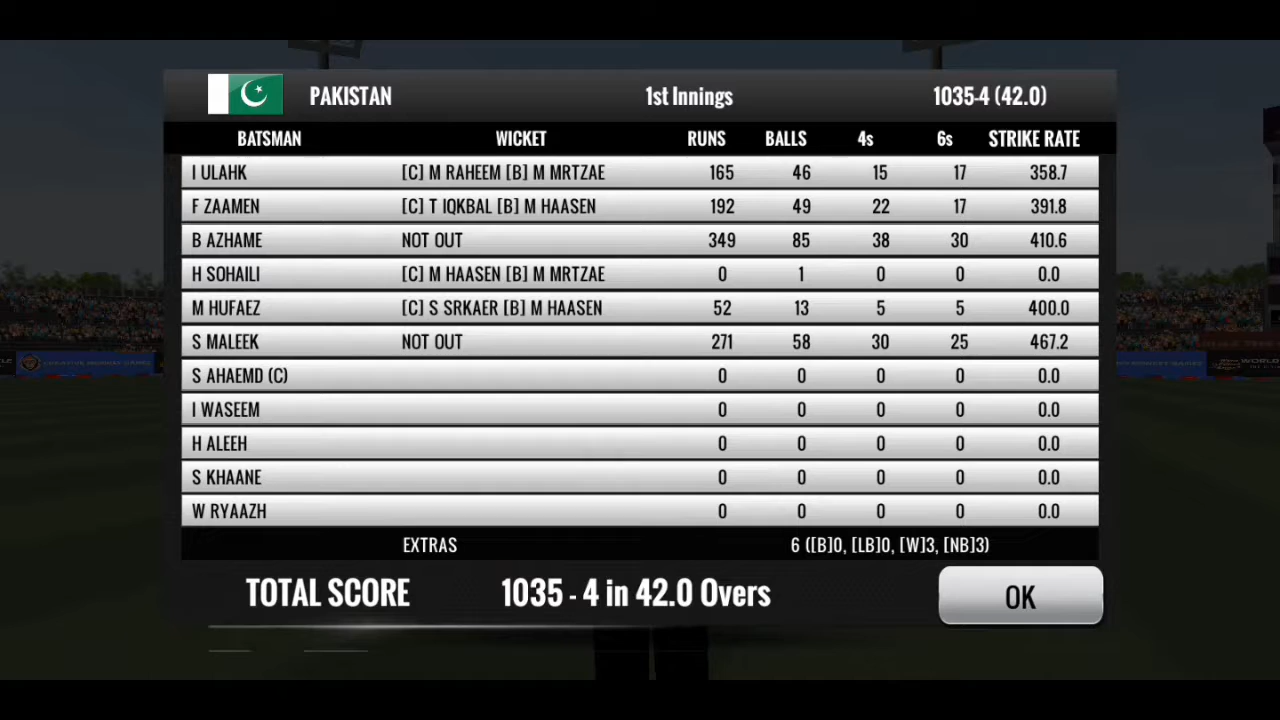 PAKISTAN 1st Innings 1035-4 (42.0)
BATSMAN WICKET RUNS BALLS 4s 6s STRIKE RATE
I ULAHK [C] M RAHEEM [B] M MRTZAE 165 46 15 17 358.7
F ZAAMEN [C] T IQKBAL [B] M HAASEN 192 49 22 17 391.8
B AZHAME NOT OUT 349 85 38 30 410.6
H SOHAILI [C] M HAASEN [B] M MRTZAE 0 1 0 0 0.0
M HUFAEZ [C] S SRKAER [B] M HAASEN 52 13 5 5 400.0
S MALEEK NOT OUT 271 58 30 25 467.2
S AHAEMD (C) 0 0 0 0 0.0
I WASEEM 0 0 0 0 0.0
H ALEEH 0 0 0 0 0.0
S KHAANE 0 0 0 0 0.0
W RYAAZH 0 0 0 0 0.0
EXTRAS 6 ([B]0, [LB]0, [W]3, [NB]3)
TOTAL SCORE 1035 - 4 in 42.0 Overs OK